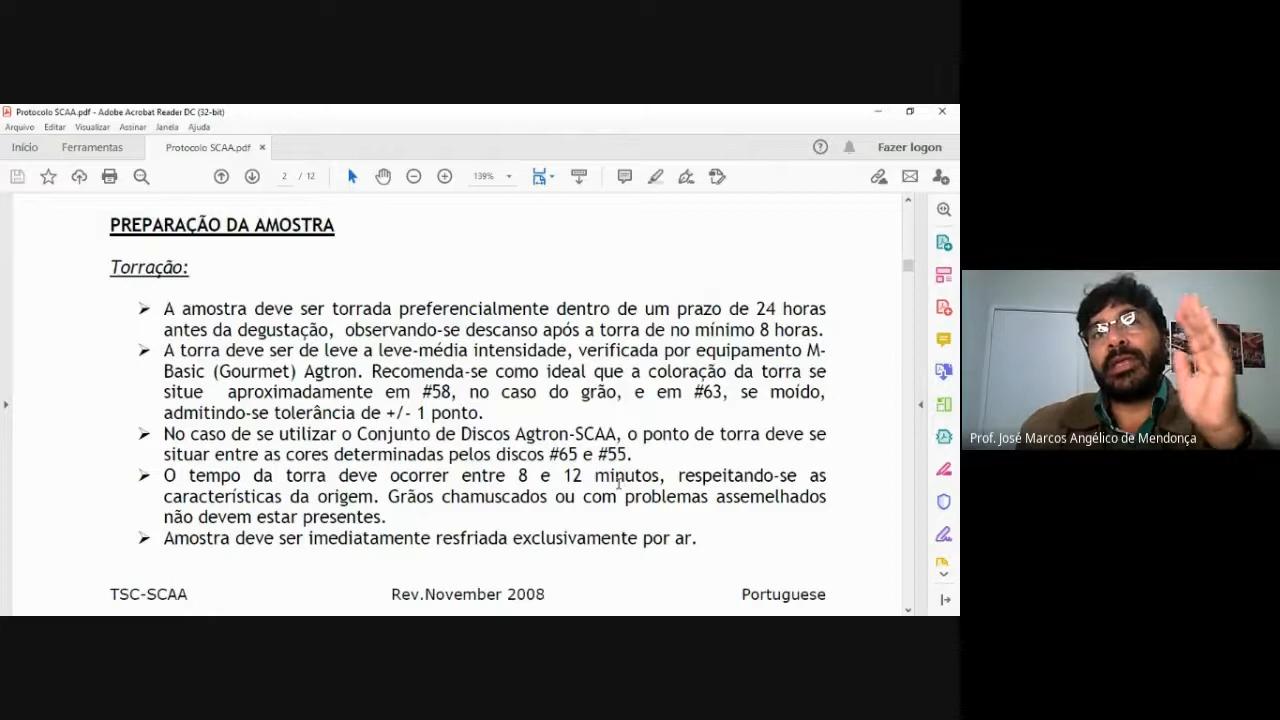 Protocolo SCAA.pdf - Adobe Acrobat Reader DC (32-bit)
Arquivo Editar Visualizar Assinar Janela Ajuda
Início Ferramentas Protocolo SCAA.pdf × Fazer logon
2 / 12 139%
PREPARAÇÃO DA AMOSTRA
Torração:
➢ A amostra deve ser torrada preferencialmente dentro de um prazo de 24 horas
antes da degustação, observando-se descanso após a torra de no mínimo 8 horas.
➢ A torra deve ser de leve a leve-média intensidade, verificada por equipamento M-
Basic (Gourmet) Agtron. Recomenda-se como ideal que a coloração da torra se
situe aproximadamente em #58, no caso do grão, e em #63, se moído,
admitindo-se tolerância de +/- 1 ponto.
➢ No caso de se utilizar o Conjunto de Discos Agtron-SCAA, o ponto de torra deve se
situar entre as cores determinadas pelos discos #65 e #55.
➢ O tempo da torra deve ocorrer entre 8 e 12 minutos, respeitando-se as
características da origem. Grãos chamuscados ou com problemas assemelhados
não devem estar presentes.
➢ Amostra deve ser imediatamente resfriada exclusivamente por ar.
TSC-SCAA Rev.November 2008 Portuguese
Prof. José Marcos Angélico de Mendonça